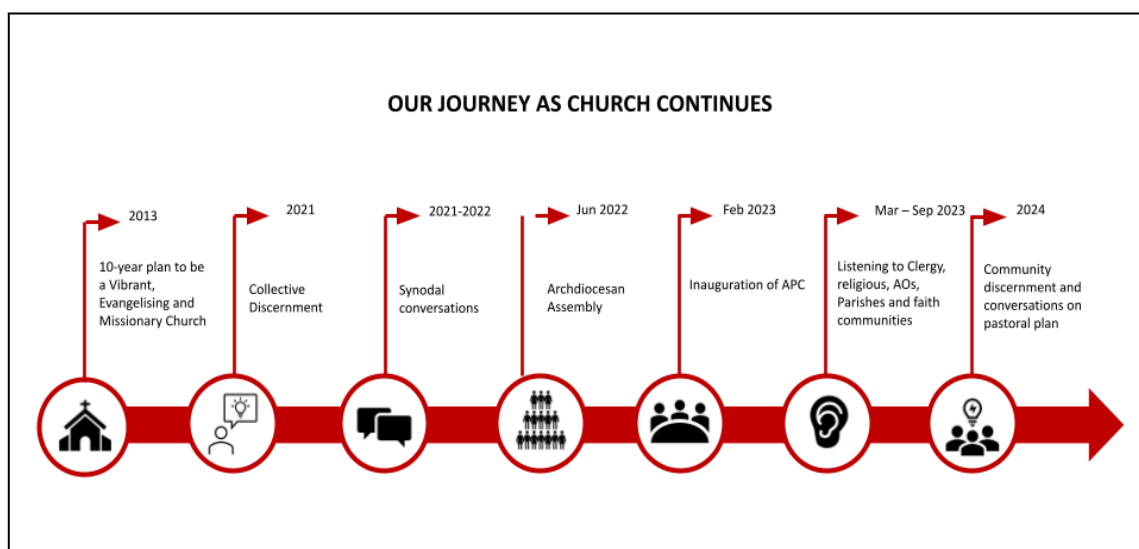 OUR JOURNEY AS CHURCH CONTINUES
2013
10-year plan to be
a Vibrant,
Evangelising and
Missionary Church
2021
Collective
Discernment
2021-2022
Synodal
conversations
Jun 2022
Archdiocesan
Assembly
Feb 2023
Inauguration of APC
Mar – Sep 2023
Listening to Clergy,
religious, AOs,
Parishes and faith
communities
2024
Community
discernment and
conversations on
pastoral plan